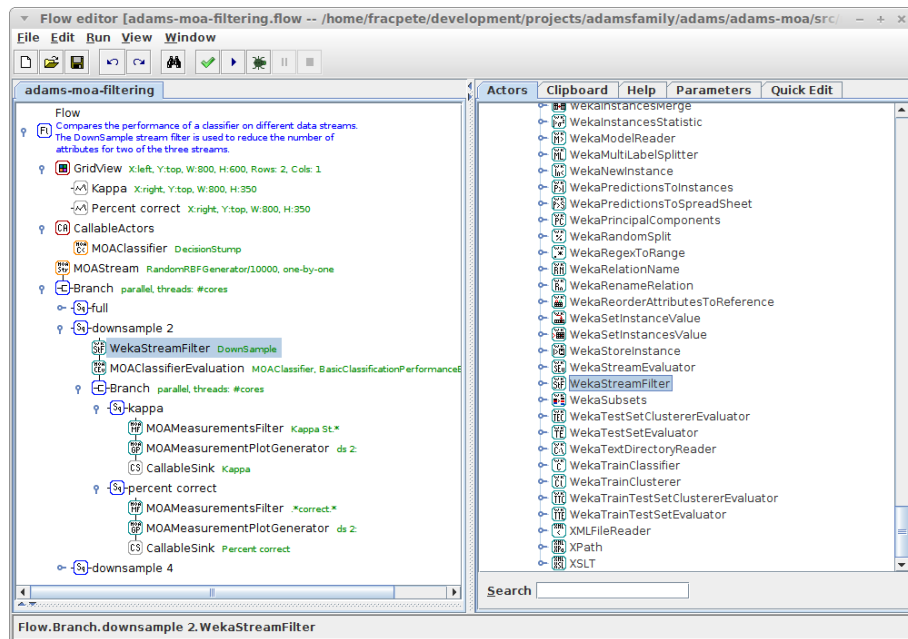 Flow editor [adams-moa-filtering.flow -- /home/fracpete/development/projects/adamsfamily/adams/adams-moa/src/
File Edit Run View Window
adams-moa-filtering
Flow
Compares the performance of a classifier on different data streams.
The DownSample stream filter is used to reduce the number of
attributes for two of the three streams.
GridView X:left, Y:top, W:800, H:600, Rows: 2, Cols: 1
Kappa X:right, Y:top, W:800, H:350
Percent correct X:right, Y:top, W:800, H:350
CallableActors
MOAClassifier DecisionStump
MOAStream RandomRBFGenerator/10000, one-by-one
Branch parallel, threads: #cores
full
downsample 2
WekaStreamFilter DownSample
MOAClassifierEvaluation MOAClassifier, BasicClassificationPerformanceE
Branch parallel, threads: #cores
kappa
MOAMeasurementsFilter Kappa St.*
MOAMeasurementPlotGenerator ds 2:
CallableSink Kappa
percent correct
MOAMeasurementsFilter .*correct.*
MOAMeasurementPlotGenerator ds 2:
CallableSink Percent correct
downsample 4
Actors Clipboard Help Parameters Quick Edit
WekaInstancesMerge
WekaInstancesStatistic
WekaModelReader
WekaMultiLabelSplitter
WekaNewInstance
WekaPredictionsToInstances
WekaPredictionsToSpreadSheet
WekaPrincipalComponents
WekaRandomSplit
WekaRegexToRange
WekaRelationName
WekaRenameRelation
WekaReorderAttributesToReference
WekaSetInstanceValue
WekaSetInstancesValue
WekaStoreInstance
WekaStreamEvaluator
WekaStreamFilter
WekaSubsets
WekaTestSetClustererEvaluator
WekaTestSetEvaluator
WekaTextDirectoryReader
WekaTrainClassifier
WekaTrainClusterer
WekaTrainTestSetClustererEvaluator
WekaTrainTestSetEvaluator
XMLFileReader
XPath
XSLT
Search
Flow.Branch.downsample 2.WekaStreamFilter